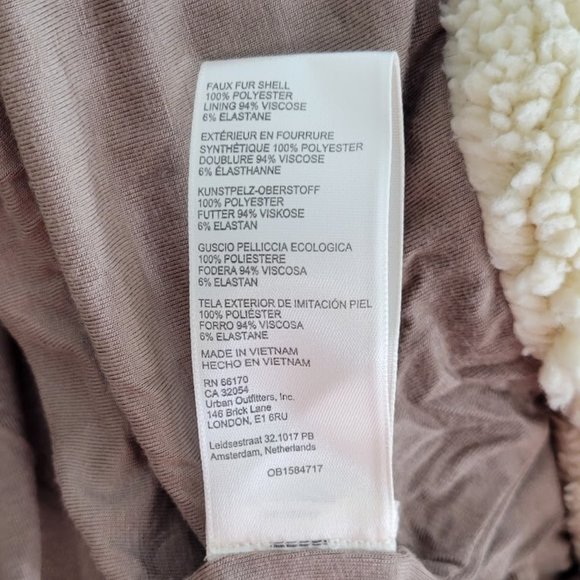 FAUX FUR SHELL
100% POLYESTER
LINING 94% VISCOSE
6% ELASTANE
EXTÉRIEUR EN FOURRURE
SYNTHÉTIQUE 100% POLYESTER
DOUBLURE 94% VISCOSE
6% ELASTHANNE
KUNSTPELZ-OBERSTOFF
100% POLYESTER
FUTTER 94% VISKOSE
6% ELASTAN
GUSCIO PELLICCIA ECOLOGICA
100% POLIESTERE
FODERA 94% VISCOSA
6% ELASTAN
TELA EXTERIOR DE IMITACIÓN PIEL
100% POLIÉSTER
FORRO 94% VISCOSA
6% ELASTANE
MADE IN VIETNAM
HECHO EN VIETNAM
RN 66170
CA 32054
Urban Outfitters, Inc.
146 Brick Lane
LONDON, E1 6RU
Leidsestraat 32.1017 PB
Amsterdam, Netherlands
OB1584717